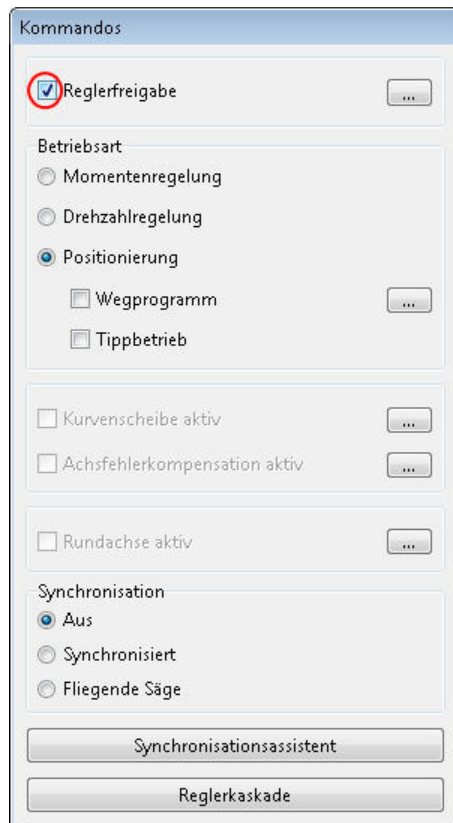 Kommandos
Reglerfreigabe ...
Betriebsart
Momentenregelung
Drehzahlregelung
Positionierung
Wegprogramm ...
Tippbetrieb
Kurvenscheibe aktiv ...
Achsfehlerkompensation aktiv ...
Rundachse aktiv ...
Synchronisation
Aus
Synchronisiert
Fliegende Säge
Synchronisationsassistent
Reglerkaskade